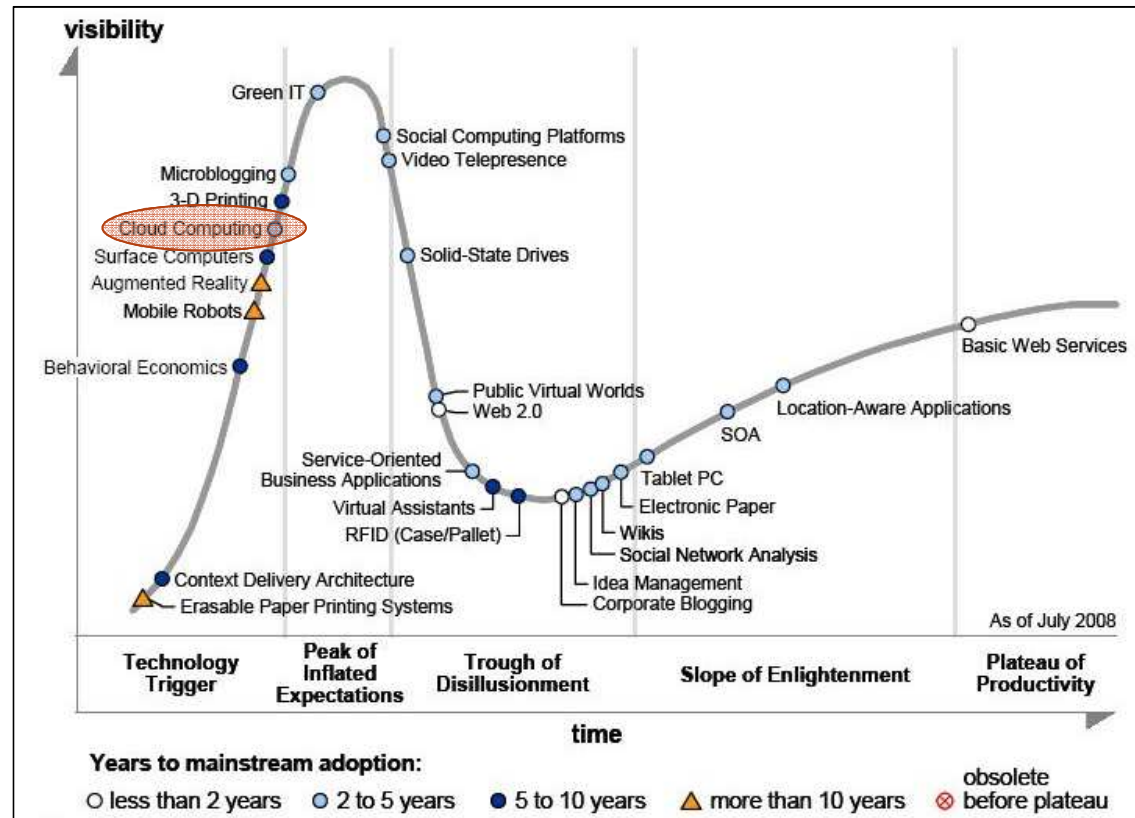 visibility
Green IT
Social Computing Platforms
Video Telepresence
Microblogging
3-D Printing
Cloud Computing
Surface Computers
Augmented Reality
Mobile Robots
Solid-State Drives
Behavioral Economics
Basic Web Services
Public Virtual Worlds
Web 2.0
Location-Aware Applications
SOA
Service-Oriented
Business Applications
Virtual Assistants
RFID (Case/Pallet)
Tablet PC
Electronic Paper
Wikis
Social Network Analysis
Idea Management
Corporate Blogging
Context Delivery Architecture
Erasable Paper Printing Systems
As of July 2008
Technology
Trigger
Peak of
Inflated
Expectations
Trough of
Disillusionment
Slope of Enlightenment
Plateau of
Productivity
time
Years to mainstream adoption:
less than 2 years
2 to 5 years
5 to 10 years
more than 10 years
obsolete
before plateau